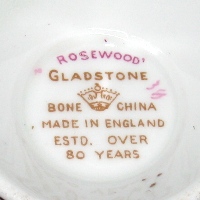 ROSEWOOD'
GLADSTONE
BONE CHINA
MADE IN ENGLAND
ESTD. OVER
80 YEARS